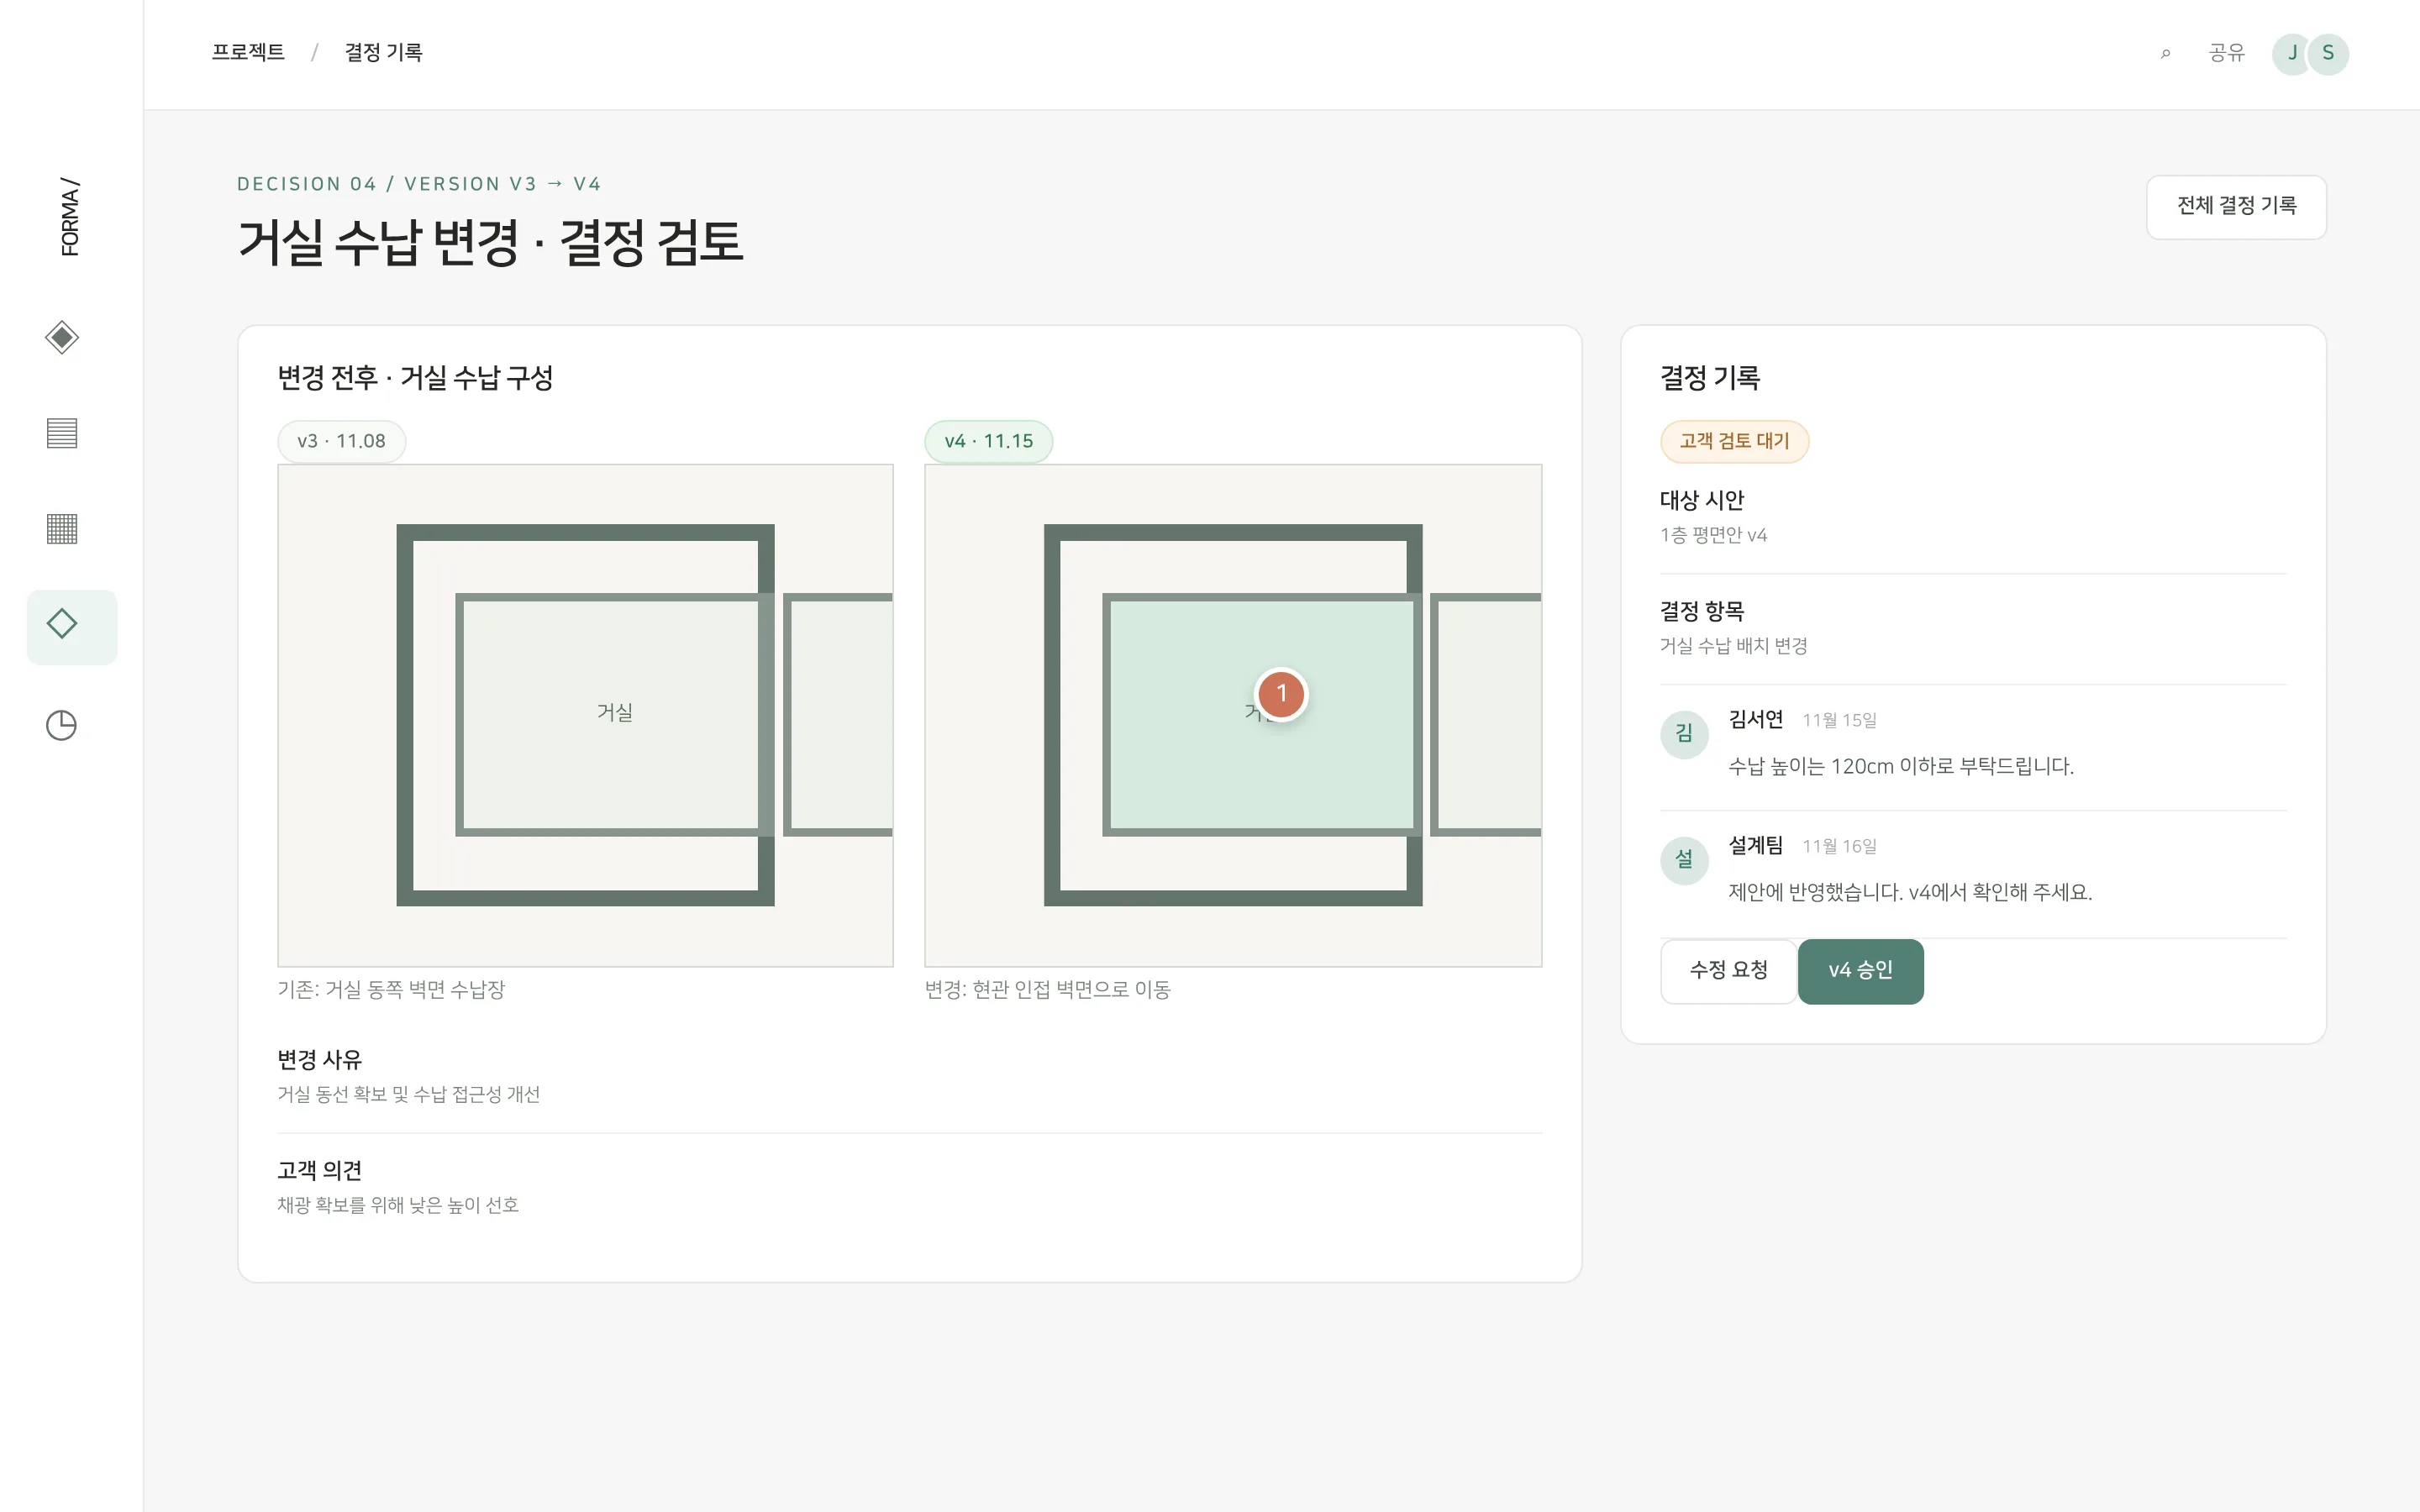 프로젝트 / 결정 기록
공유
J S
FORMA /
DECISION 04 / VERSION V3 → V4
거실 수납 변경 · 결정 검토
전체 결정 기록
변경 전후 · 거실 수납 구성
v3 · 11.08
v4 · 11.15
거실
1
기존: 거실 동쪽 벽면 수납장
변경: 현관 인접 벽면으로 이동
변경 사유
거실 동선 확보 및 수납 접근성 개선
고객 의견
채광 확보를 위해 낮은 높이 선호
결정 기록
고객 검토 대기
대상 시안
1층 평면안 v4
결정 항목
거실 수납 배치 변경
김
김서연 11월 15일
수납 높이는 120cm 이하로 부탁드립니다.
설
설계팀 11월 16일
제안에 반영했습니다. v4에서 확인해 주세요.
수정 요청
v4 승인